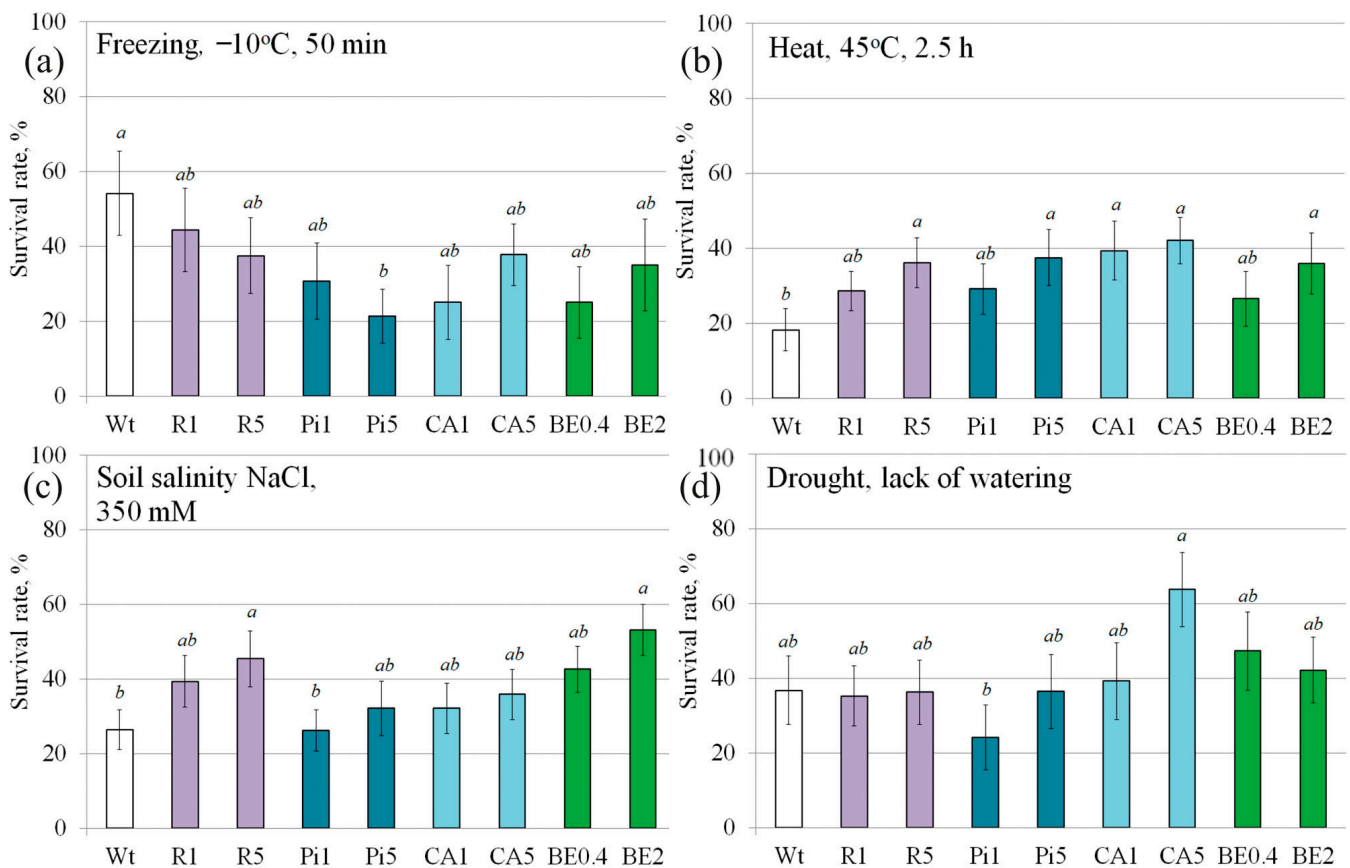 (a)
Freezing, −10°C, 50 min
Survival rate, %
100
80
60
40
20
0
a
ab
ab
ab
b
ab
ab
ab
ab
Wt R1 R5 Pi1 Pi5 CA1 CA5 BE0.4 BE2
(b)
Heat, 45°C, 2.5 h
Survival rate, %
100
80
60
40
20
0
b
ab
a
ab
a
a
a
ab
a
Wt R1 R5 Pi1 Pi5 CA1 CA5 BE0.4 BE2
(c)
Soil salinity NaCl,
350 mM
Survival rate, %
100
80
60
40
20
0
b
ab
a
b
ab
ab
ab
ab
a
Wt R1 R5 Pi1 Pi5 CA1 CA5 BE0.4 BE2
(d)
Drought, lack of watering
Survival rate, %
100
80
60
40
20
0
ab
ab
ab
b
ab
ab
a
ab
ab
Wt R1 R5 Pi1 Pi5 CA1 CA5 BE0.4 BE2